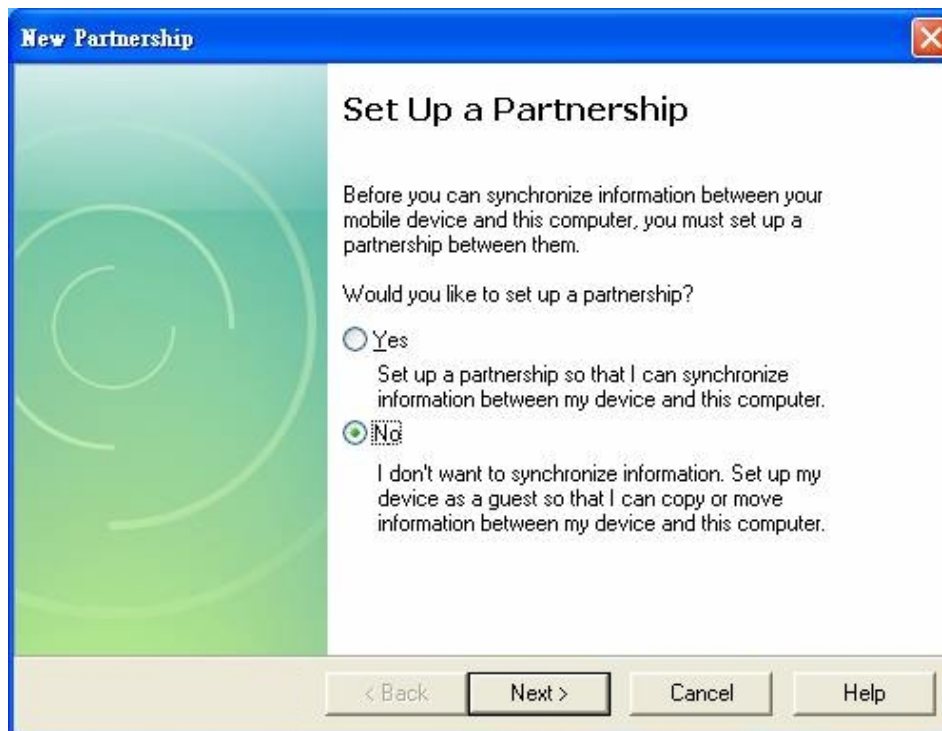 New Partnership
Set Up a Partnership
Before you can synchronize information between your
mobile device and this computer, you must set up a
partnership between them.
Would you like to set up a partnership?
Yes
Set up a partnership so that I can synchronize
information between my device and this computer.
No
I don't want to synchronize information. Set up my
device as a guest so that I can copy or move
information between my device and this computer.
< Back Next > Cancel Help